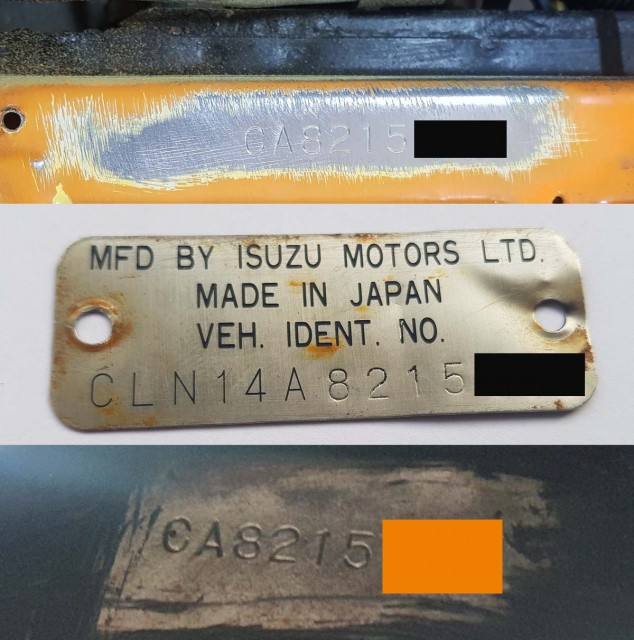 CA8215
MFD BY ISUZU MOTORS LTD.
MADE IN JAPAN
VEH. IDENT. NO.
CLN14A8215
CA8215